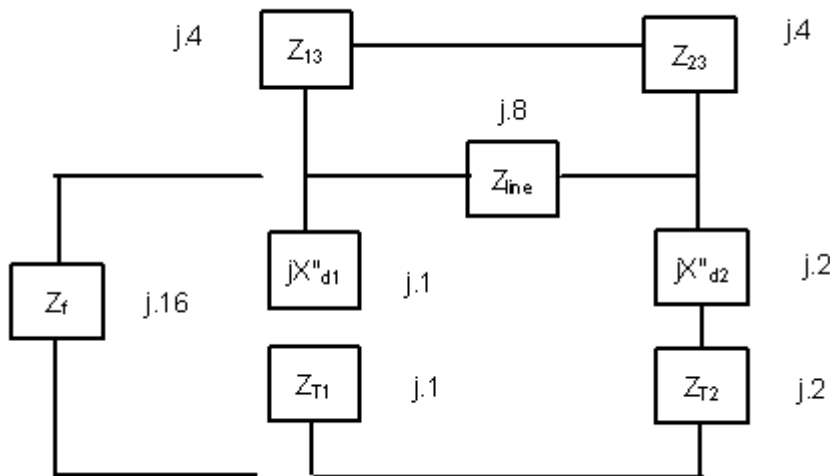 j.4 Z13 Z23 j.4
j.8
Zline
jX"d1 j.1 jX"d2 j.2
Zf j.16
ZT1 j.1 ZT2 j.2